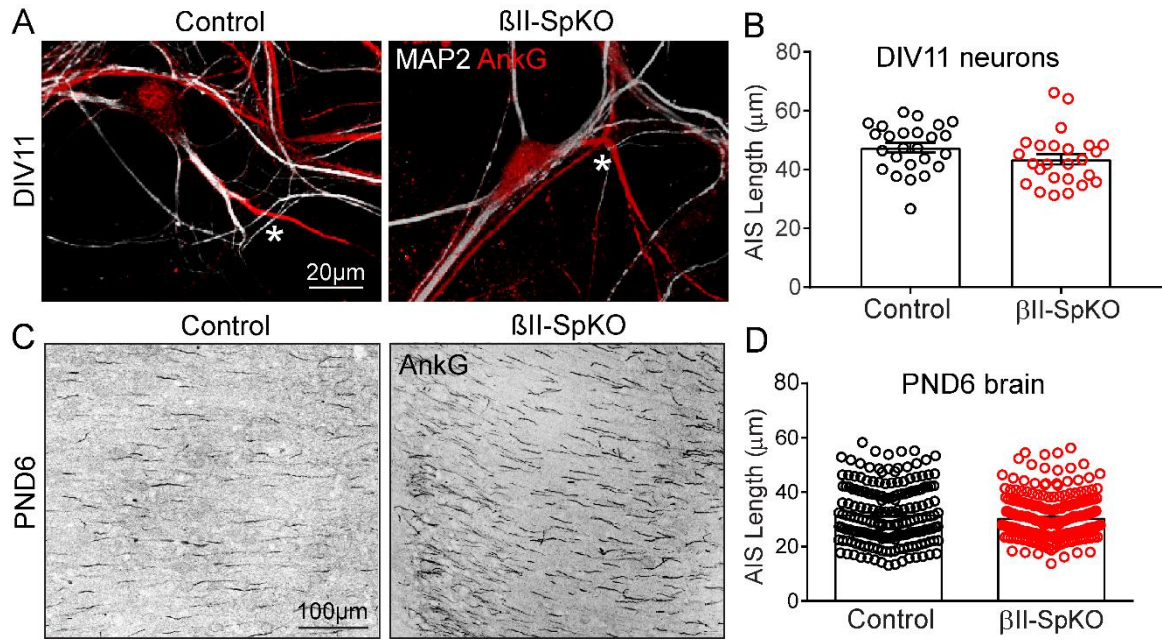 A
Control
ßII-SpKO
MAP2 AnkG
DIV11
*
20µm
*
B
DIV11 neurons
AIS Length (µm)
80
60
40
20
0
Control
βII-SpKO
C
Control
ßII-SpKO
AnkG
PND6
100µm
D
PND6 brain
AIS Length (µm)
80
60
40
20
0
Control
βII-SpKO